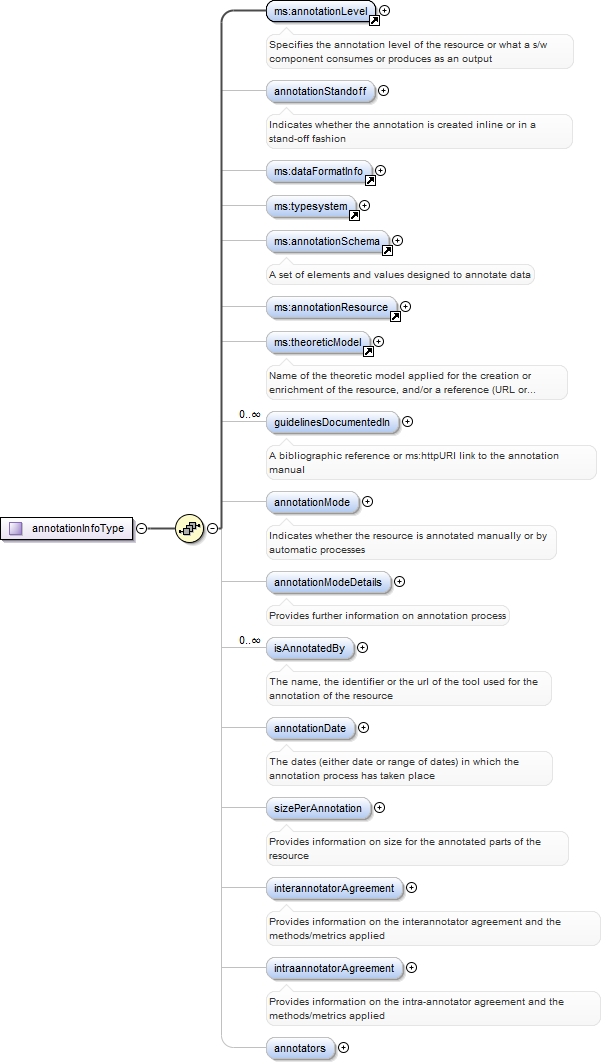 ms:annotationLevel
Specifies the annotation level of the resource or what a s/w
component consumes or produces as an output
annotationStandoff
Indicates whether the annotation is created inline or in a
stand-off fashion
ms:dataFormatInfo
ms:typesystem
ms:annotationSchema
A set of elements and values designed to annotate data
ms:annotationResource
ms:theoreticModel
Name of the theoretic model applied for the creation or
enrichment of the resource, and/or a reference (URL or...
0..∞
guidelinesDocumentedIn
A bibliographic reference or ms:httpURI link to the annotation
manual
annotationMode
annotationInfoType
Indicates whether the resource is annotated manually or by
automatic processes
annotationModeDetails
Provides further information on annotation process
0..∞
isAnnotatedBy
The name, the identifier or the url of the tool used for the
annotation of the resource
annotationDate
The dates (either date or range of dates) in which the
annotation process has taken place
sizePerAnnotation
Provides information on size for the annotated parts of the
resource
interannotatorAgreement
Provides information on the interannotator agreement and the
methods/metrics applied
intraannotatorAgreement
Provides information on the intra-annotator agreement and the
methods/metrics applied
annotators